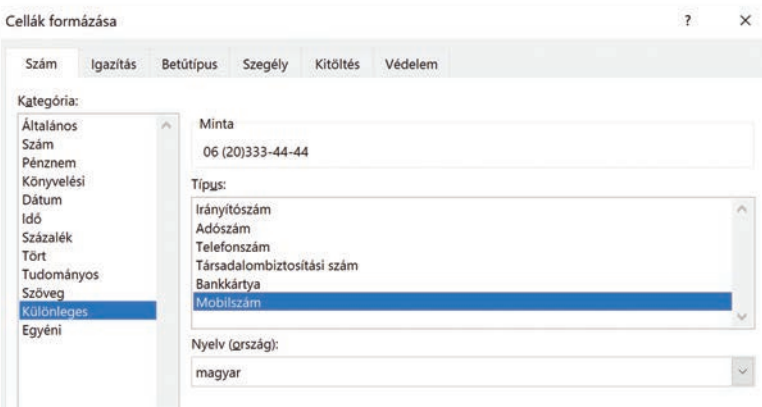 Cellák formázása
Szám Igazítás Betűtípus Szegély Kitöltés Védelem
Kategória:
Általános
Szám
Pénznem
Könyvelési
Dátum
Idő
Százalék
Tört
Tudományos
Szöveg
Különleges
Egyéni
Minta
06 (20)333-44-44
Típus:
Irányítószám
Adószám
Telefonszám
Társadalombiztosítási szám
Bankkártya
Mobilszám
Nyelv (ország):
magyar